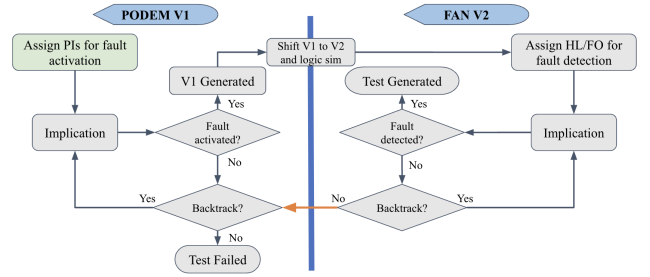 PODEM V1
FAN V2
Assign PIs for fault
activation
Shift V1 to V2
and logic sim
Assign HL/FO for
fault detection
V1 Generated
Test Generated
Yes
Yes
Implication
Fault
activated?
Fault
detected?
Implication
No
No
Yes
Backtrack?
No
Backtrack?
Yes
No
Test Failed